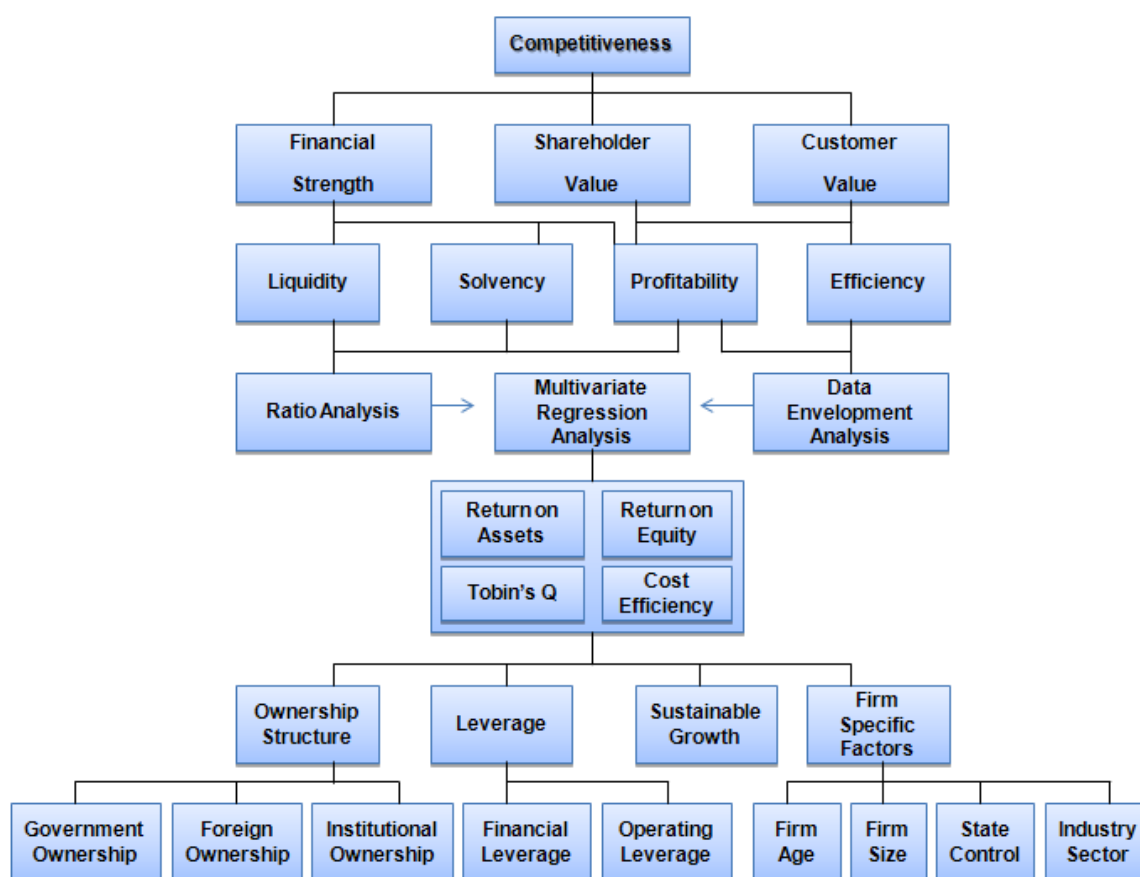 Competitiveness
Financial
Strength
Shareholder
Value
Customer
Value
Liquidity
Solvency
Profitability
Efficiency
Ratio Analysis
Multivariate
Regression
Analysis
Data
Envelopment
Analysis
Return on
Assets
Return on
Equity
Tobin's Q
Cost
Efficiency
Ownership
Structure
Leverage
Sustainable
Growth
Firm
Specific
Factors
Government
Ownership
Foreign
Ownership
Institutional
Ownership
Financial
Leverage
Operating
Leverage
Firm
Age
Firm
Size
State
Control
Industry
Sector